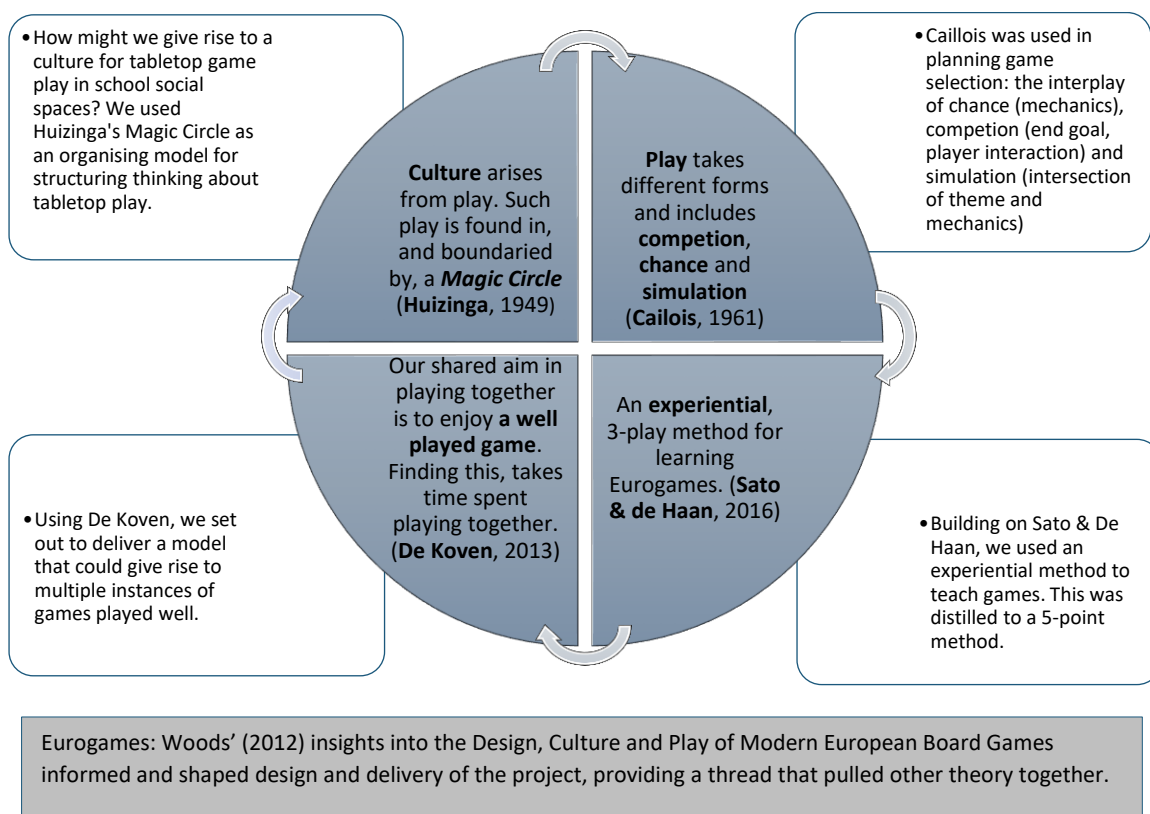 •How might we give rise to a
culture for tabletop game
play in school social
spaces? We used
Huizinga's Magic Circle as
an organising model for
structuring thinking about
tabletop play.
•Caillois was used in
planning game
selection: the interplay
of chance (mechanics),
competion (end goal,
player interaction) and
simulation (intersection
of theme and
mechanics)
Culture arises
from play. Such
play is found in,
and boundaried
by, a Magic Circle
(Huizinga, 1949)
Play takes
different forms
and includes
competion,
chance and
simulation
(Cailois, 1961)
Our shared aim in
playing together
is to enjoy a well
played game.
Finding this, takes
time spent
playing together.
(De Koven, 2013)
An experiential,
3-play method for
learning
Eurogames. (Sato
& de Haan, 2016)
•Using De Koven, we set
out to deliver a model
that could give rise to
multiple instances of
games played well.
•Building on Sato & De
Haan, we used an
experiential method to
teach games. This was
distilled to a 5-point
method.
Eurogames: Woods’ (2012) insights into the Design, Culture and Play of Modern European Board Games
informed and shaped design and delivery of the project, providing a thread that pulled other theory together.